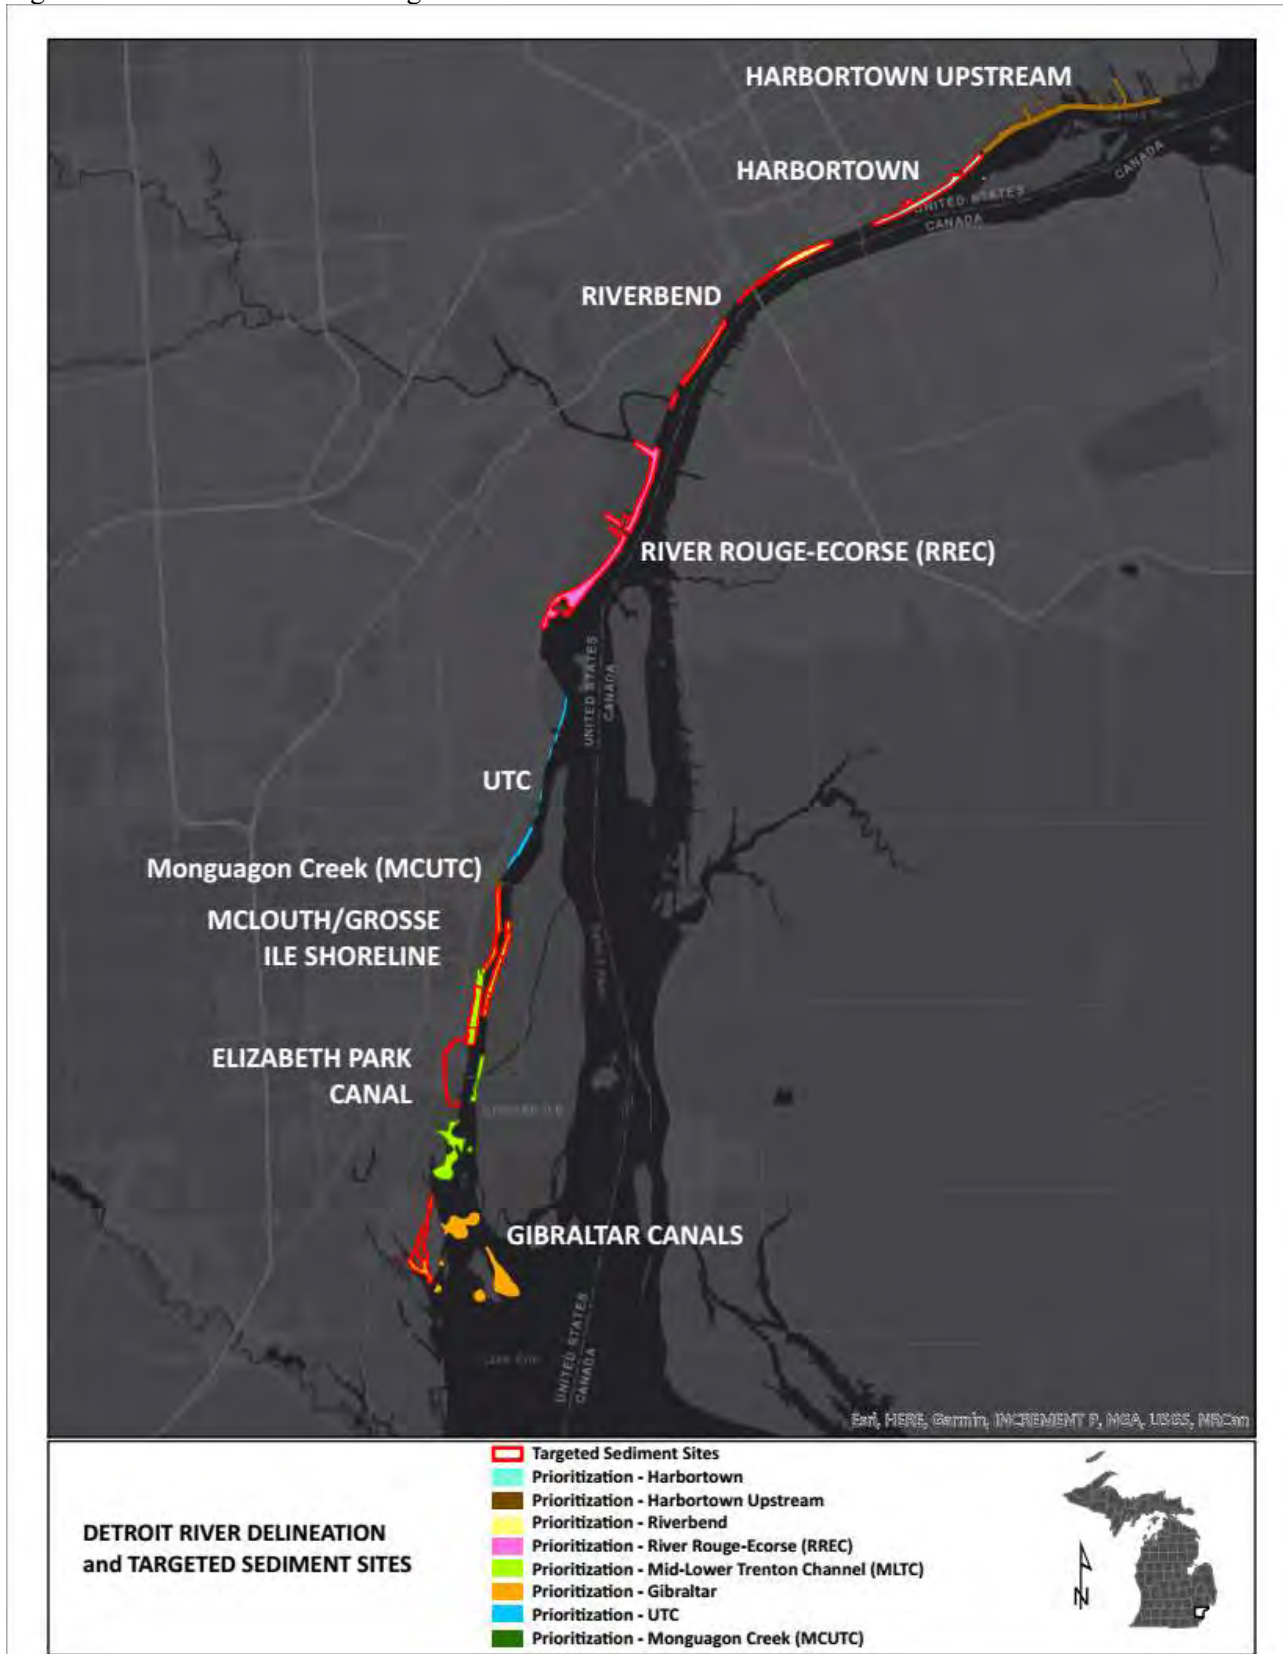 HARBORTOWN UPSTREAM
HARBORTOWN
CANADA
UNITED STATES
CANADA
RIVERBEND
RIVER ROUGE-ECORSE (RREC)
UNITED STATES
CANADA
UTC
Monguagon Creek (MCUTC)
MCLOUTH/GROSSE
ILE SHORELINE
ELIZABETH PARK
CANAL
GIBRALTAR CANALS
UNITED STATES
CANADA
Esri, HERE, Garmin, INCREMENT P, NGA, USGS, NRCan
DETROIT RIVER DELINEATION
and TARGETED SEDIMENT SITES
Targeted Sediment Sites
Prioritization - Harbortown
Prioritization - Harbortown Upstream
Prioritization - Riverbend
Prioritization - River Rouge-Ecorse (RREC)
Prioritization - Mid-Lower Trenton Channel (MLTC)
Prioritization - Gibraltar
Prioritization - UTC
Prioritization - Monguagon Creek (MCUTC)
N